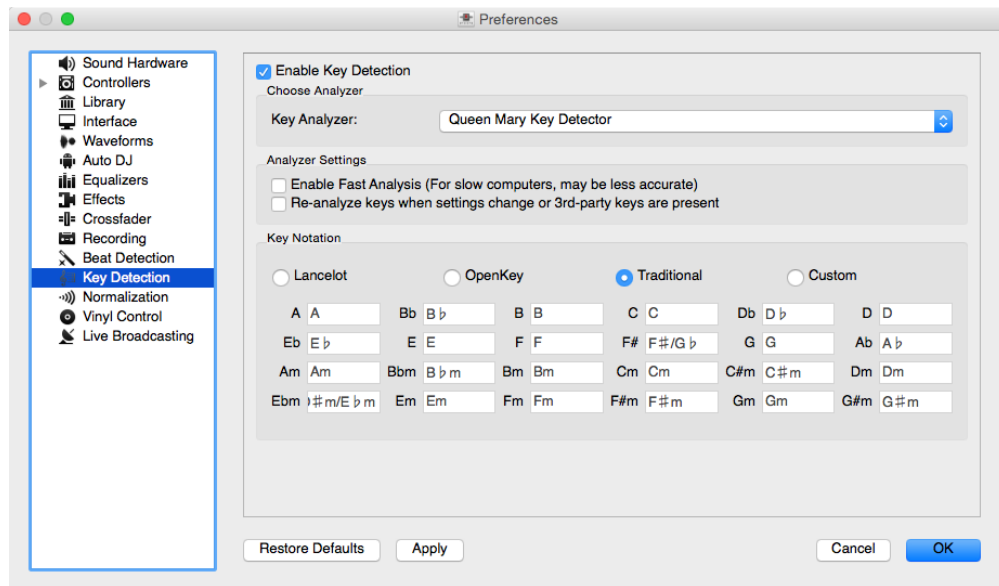 Preferences
Sound Hardware
Controllers
Library
Interface
Waveforms
Auto DJ
Equalizers
Effects
Crossfader
Recording
Beat Detection
Key Detection
Normalization
Vinyl Control
Live Broadcasting
Enable Key Detection
Choose Analyzer
Key Analyzer: Queen Mary Key Detector
Analyzer Settings
Enable Fast Analysis (For slow computers, may be less accurate)
Re-analyze keys when settings change or 3rd-party keys are present
Key Notation
Lancelot OpenKey Traditional Custom
A A Bb B♭ B B C C Db D♭ D D
Eb E♭ E E F F F# F♯/G♭ G G Ab A♭
Am Am Bbm B♭m Bm Bm Cm Cm C#m C♯m Dm Dm
Ebm ♯m/E♭m Em Em Fm Fm F#m F♯m Gm Gm G#m G♯m
Restore Defaults Apply Cancel OK